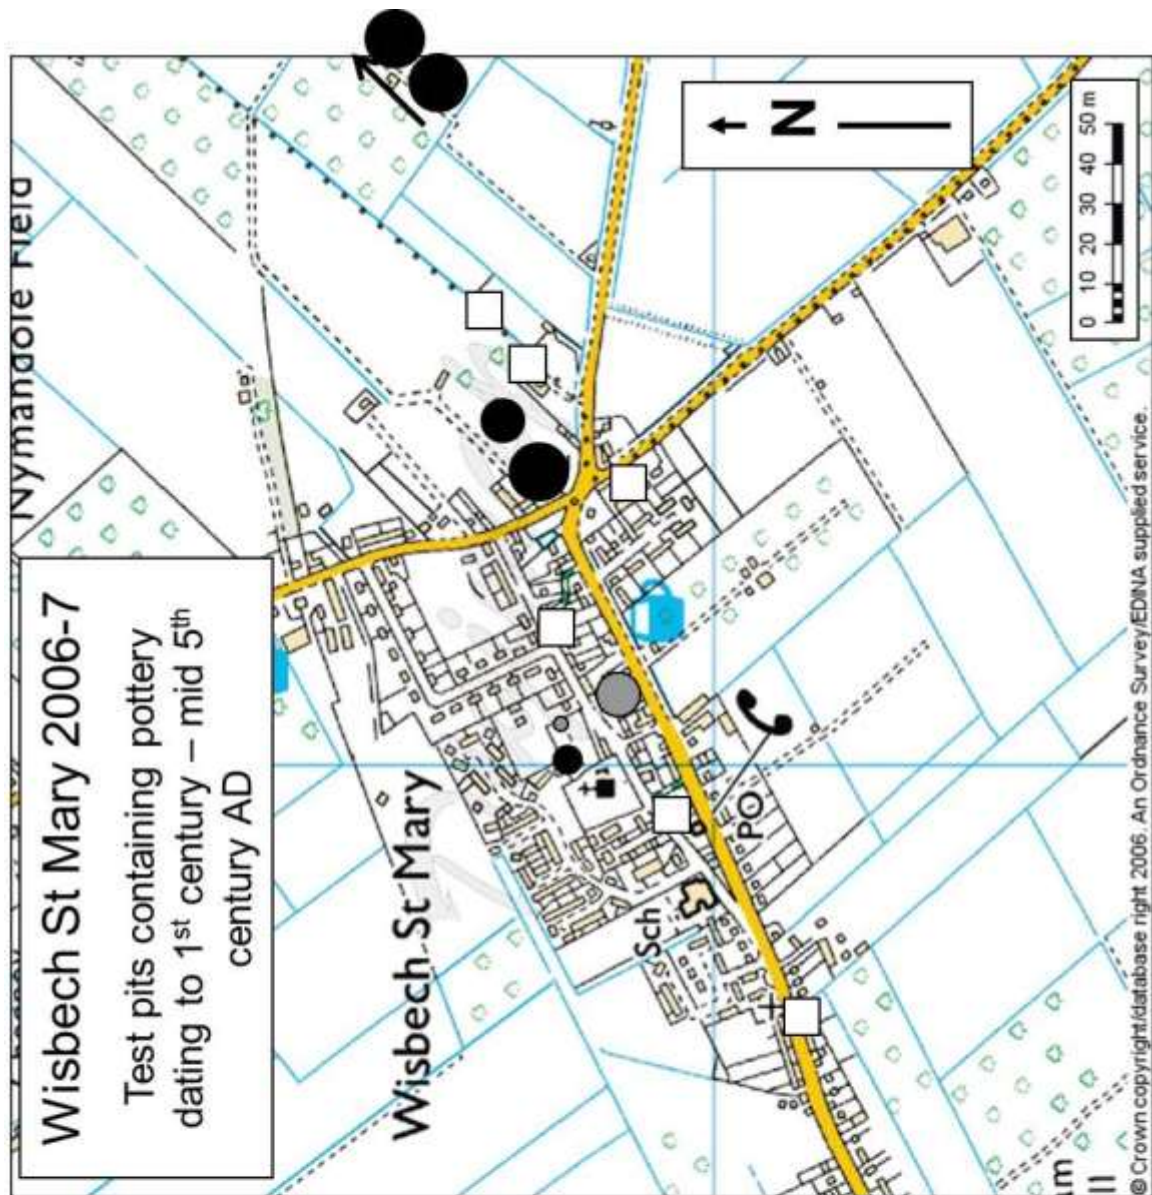 Wisbech St Mary 2006-7
Test pits containing pottery
dating to 1st century – mid 5th
century AD
Nymandole Field
Wisbech St Mary
Sch
PO
N
0 10 20 30 40 50 m
© Crown copyright/database right 2006. An Ordnance Survey/EDINA supplied service.